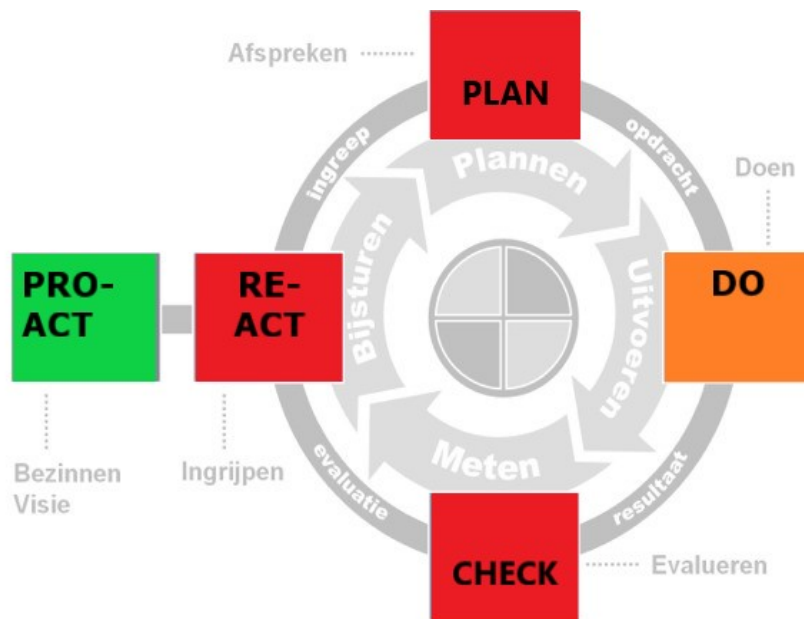 Afspreken
PLAN
ingreep
Plannen
opdracht
Doen
PRO-
ACT
RE-
ACT
Bijsturen
Uitvoeren
DO
Bezinnen
Visie
Ingrijpen
evaluatie
Meten
resultaat
CHECK
Evalueren